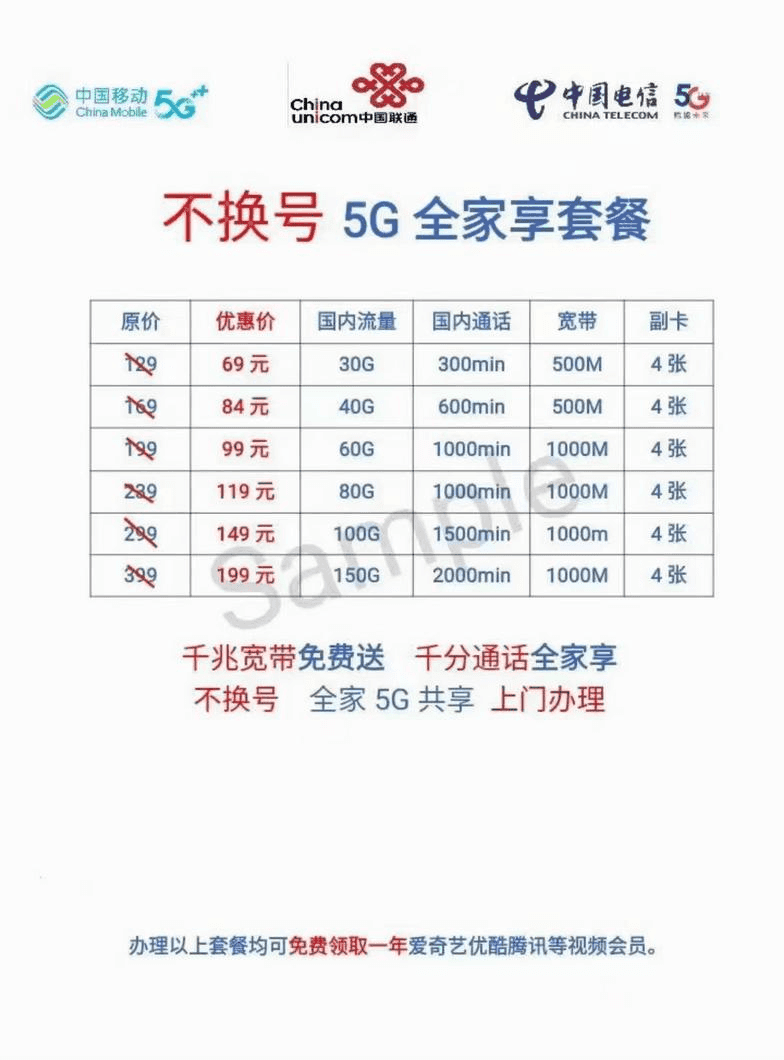 中国移动 5G++
China Mobile
China
unicom中国联通
中国电信 5G
CHINA TELECOM
不换号 5G 全家享套餐
原价 优惠价 国内流量 国内通话 宽带 副卡
129 69 元 30G 300min 500M 4 张
169 84 元 40G 600min 500M 4 张
199 99 元 60G 1000min 1000M 4 张
239 119 元 80G 1000min 1000M 4 张
299 149 元 100G 1500min 1000m 4 张
399 199 元 150G 2000min 1000M 4 张
Sample
千兆宽带免费送 千分通话全家享
不换号 全家 5G 共享 上门办理
办理以上套餐均可免费领取一年爱奇艺优酷腾讯等视频会员。